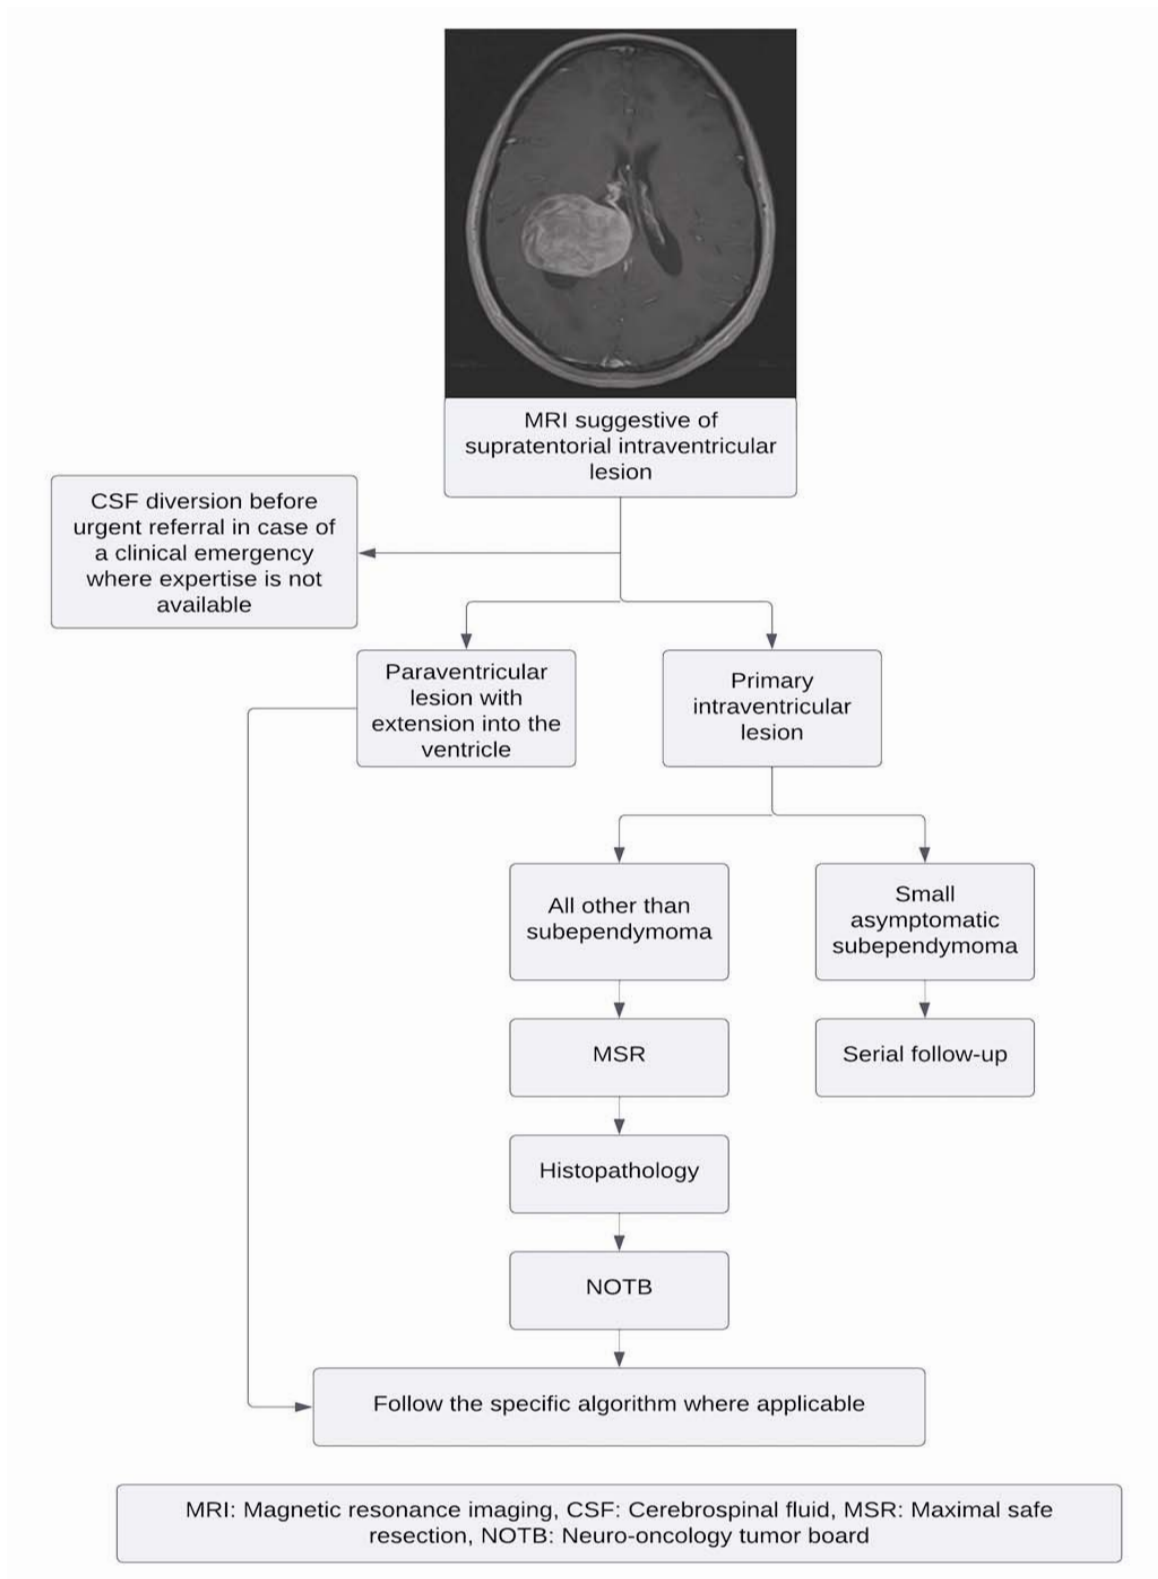 MRI suggestive of
supratentorial intraventricular
lesion
CSF diversion before
urgent referral in case of
a clinical emergency
where expertise is not
available
Paraventricular
lesion with
extension into the
ventricle
Primary
intraventricular
lesion
All other than
subependymoma
Small
asymptomatic
subependymoma
MSR
Serial follow-up
Histopathology
NOTB
Follow the specific algorithm where applicable
MRI: Magnetic resonance imaging, CSF: Cerebrospinal fluid, MSR: Maximal safe
resection, NOTB: Neuro-oncology tumor board